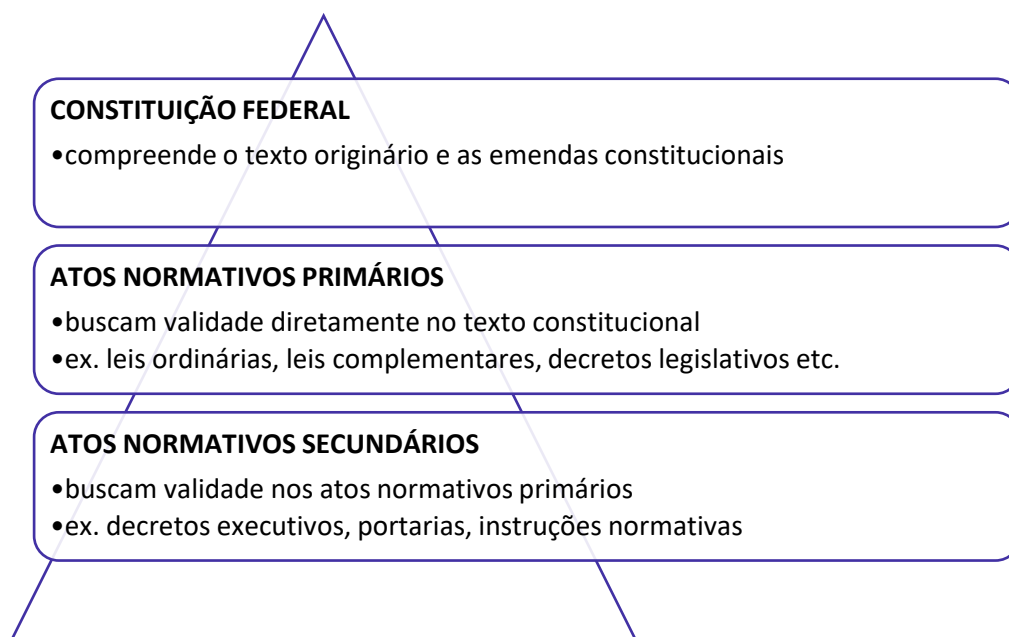 CONSTITUIÇÃO FEDERAL
•compreende o texto originário e as emendas constitucionais
ATOS NORMATIVOS PRIMÁRIOS
•buscam validade diretamente no texto constitucional
•ex. leis ordinárias, leis complementares, decretos legislativos etc.
ATOS NORMATIVOS SECUNDÁRIOS
•buscam validade nos atos normativos primários
•ex. decretos executivos, portarias, instruções normativas